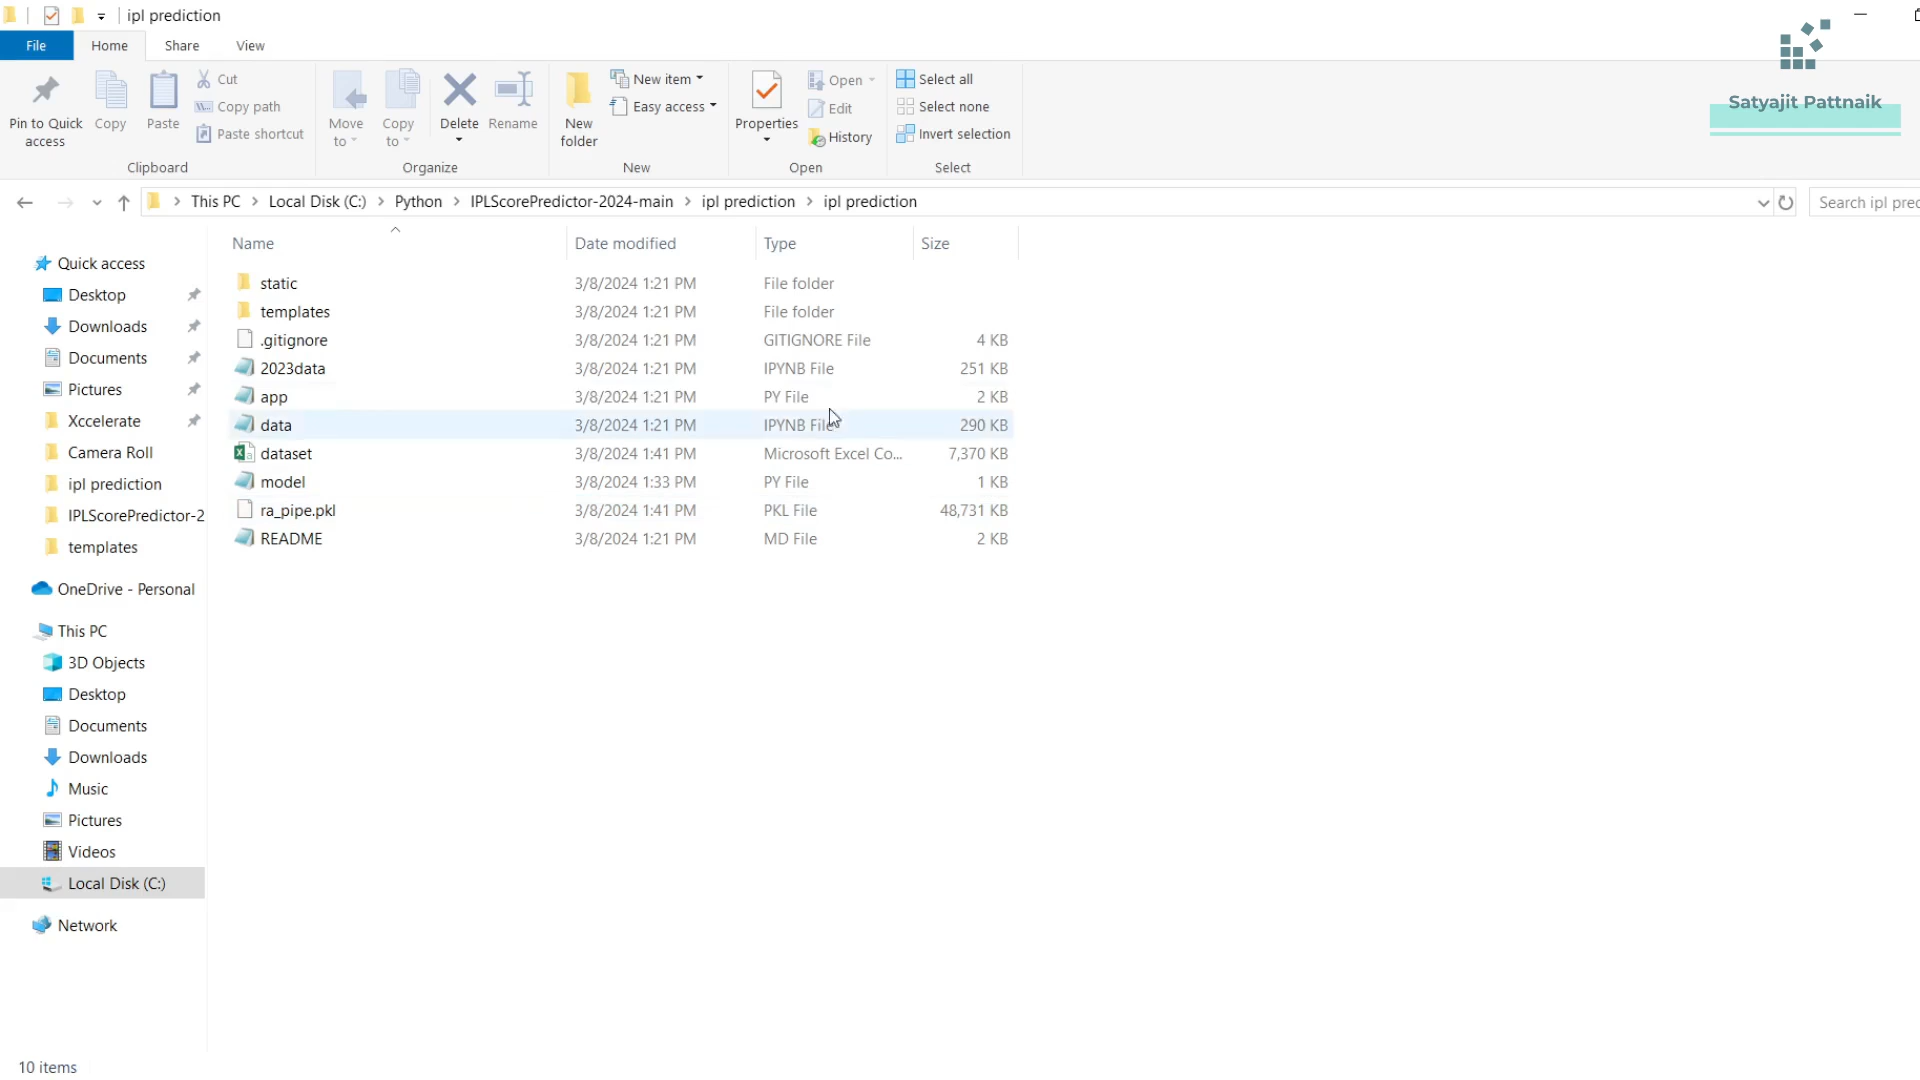 ipl prediction
File Home Share View
Pin to Quick access
Copy
Paste
Cut
Copy path
Paste shortcut
Clipboard
Move to
Copy to
Delete
Rename
Organize
New folder
New item
Easy access
New
Properties
Open
Edit
History
Open
Select all
Select none
Invert selection
Select
Satyajit Pattnaik
This PC > Local Disk (C:) > Python > IPLScorePredictor-2024-main > ipl prediction > ipl prediction
Search ipl prec
Name Date modified Type Size
static 3/8/2024 1:21 PM File folder
templates 3/8/2024 1:21 PM File folder
.gitignore 3/8/2024 1:21 PM GITIGNORE File 4 KB
2023data 3/8/2024 1:21 PM IPYNB File 251 KB
app 3/8/2024 1:21 PM PY File 2 KB
data 3/8/2024 1:21 PM IPYNB File 290 KB
dataset 3/8/2024 1:41 PM Microsoft Excel Co... 7,370 KB
model 3/8/2024 1:33 PM PY File 1 KB
ra_pipe.pkl 3/8/2024 1:41 PM PKL File 48,731 KB
README 3/8/2024 1:21 PM MD File 2 KB
Quick access
Desktop
Downloads
Documents
Pictures
Xccelerate
Camera Roll
ipl prediction
IPLScorePredictor-2
templates
OneDrive - Personal
This PC
3D Objects
Desktop
Documents
Downloads
Music
Pictures
Videos
Local Disk (C:)
Network
10 items